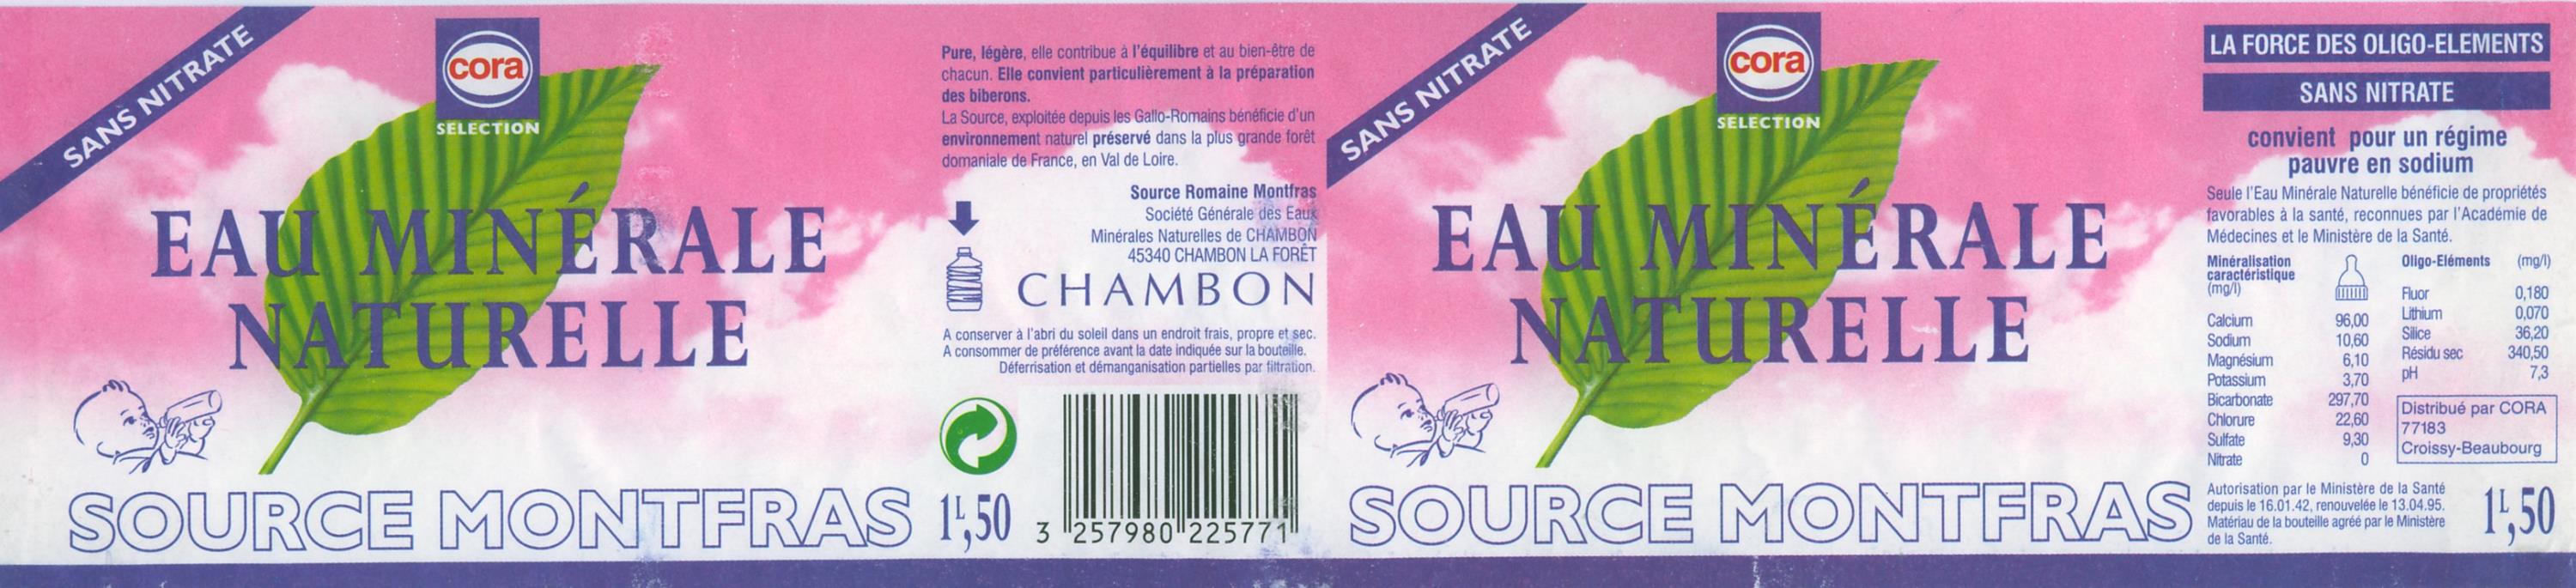 SANS NITRATE
cora
SELECTION
EAU MINÉRALE
NATURELLE
SOURCE MONTFRAS
Pure, légère, elle contribue à l'équilibre et au bien-être de
chacun. Elle convient particulièrement à la préparation
des biberons.
La Source, exploitée depuis les Gallo-Romains bénéficie d'un
environnement naturel préservé dans la plus grande forêt
domaniale de France, en Val de Loire.
Source Romaine Montfras
Société Générale des Eaux
Minérales Naturelles de CHAMBON
45340 CHAMBON LA FORÊT
CHAMBON
A conserver à l'abri du soleil dans un endroit frais, propre et sec.
A consommer de préférence avant la date indiquée sur la bouteille.
Déferrisation et démanganisation partielles par filtration.
1L,50
3 257980 225771
SANS NITRATE
cora
SELECTION
EAU MINÉRALE
NATURELLE
SOURCE MONTFRAS
LA FORCE DES OLIGO-ELEMENTS
SANS NITRATE
convient pour un régime
pauvre en sodium
Seule l'Eau Minérale Naturelle bénéficie de propriétés
favorables à la santé, reconnues par l'Académie de
Médecines et le Ministère de la Santé.
Minéralisation
caractéristique
(mg/l)
Calcium 96,00
Sodium 10,60
Magnésium 6,10
Potassium 3,70
Bicarbonate 297,70
Chlorure 22,60
Sulfate 9,30
Nitrate 0
Oligo-Eléments (mg/l)
Fluor 0,180
Lithium 0,070
Silice 36,20
Résidu sec 340,50
pH 7,3
Distribué par CORA
77183
Croissy-Beaubourg
Autorisation par le Ministère de la Santé
depuis le 16.01.42, renouvelée le 13.04.95.
Matériau de la bouteille agréé par le Ministère
de la Santé.
1L,50